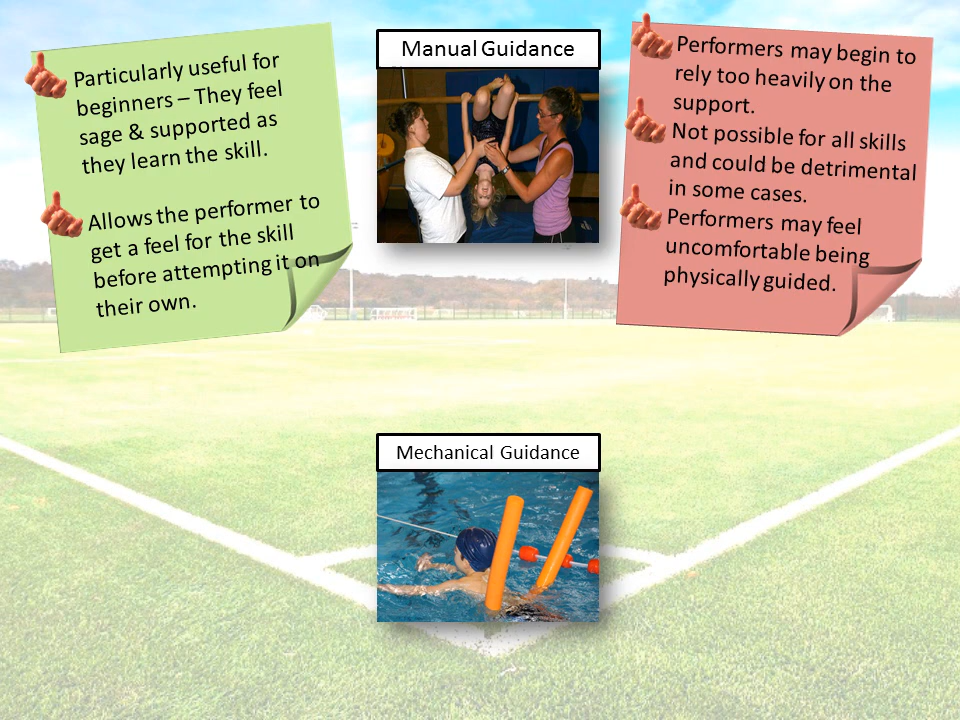 Particularly useful for
beginners – They feel
sage & supported as
they learn the skill.
Allows the performer to
get a feel for the skill
before attempting it on
their own.
Manual Guidance
Performers may begin to
rely too heavily on the
support.
Not possible for all skills
and could be detrimental
in some cases.
Performers may feel
uncomfortable being
physically guided.
Mechanical Guidance